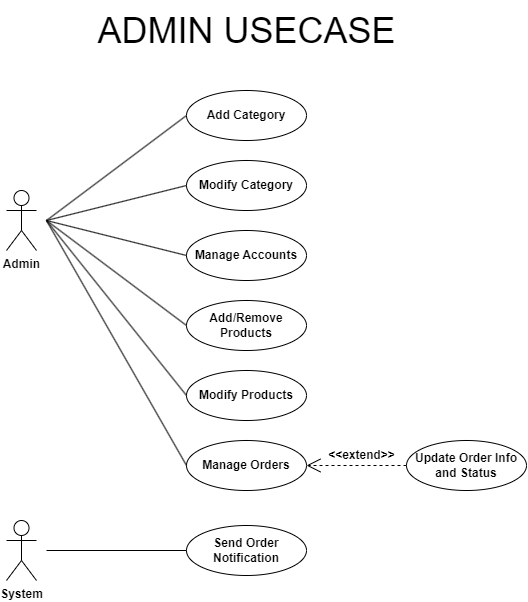 ADMIN USECASE
Add Category
Modify Category
Manage Accounts
Admin
Add/Remove
Products
Modify Products
Manage Orders
<<extend>>
Update Order Info
and Status
Send Order
Notification
System